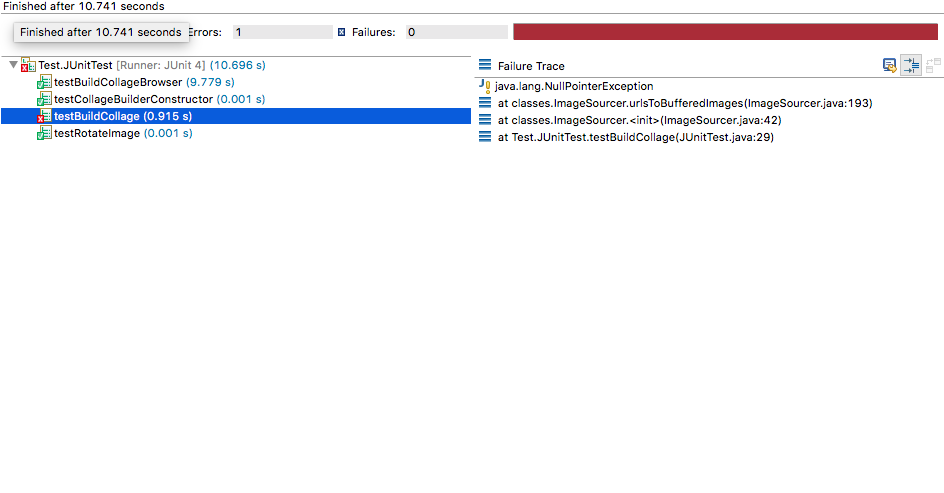 Finished after 10.741 seconds
Finished after 10.741 seconds Errors: 1 Failures: 0
Test.JUnitTest [Runner: JUnit 4] (10.696 s)
testBuildCollageBrowser (9.779 s)
testCollageBuilderConstructor (0.001 s)
testBuildCollage (0.915 s)
testRotateImage (0.001 s)
Failure Trace
java.lang.NullPointerException
at classes.ImageSourcer.urlsToBufferedImages(ImageSourcer.java:193)
at classes.ImageSourcer.<init>(ImageSourcer.java:42)
at Test.JUnitTest.testBuildCollage(JUnitTest.java:29)